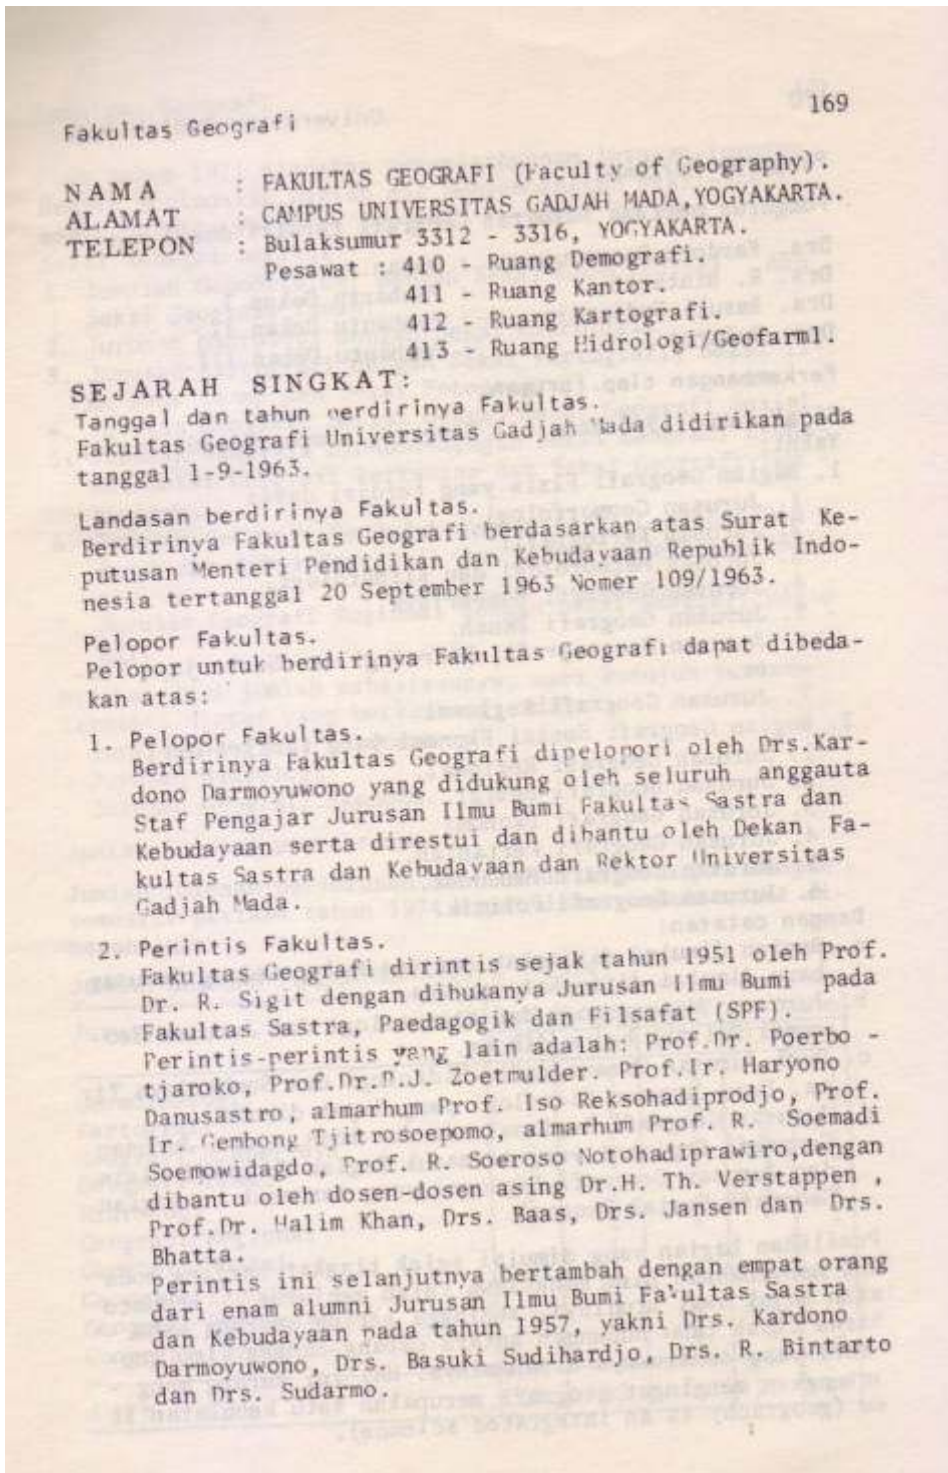 169
Fakultas Geografi
NAMA : FAKULTAS GEOGRAFI (Faculty of Geography).
ALAMAT : CAMPUS UNIVERSITAS GADJAH MADA,YOGYAKARTA.
TELEPON : Bulaksumur 3312 - 3316, YOGYAKARTA.
Pesawat : 410 - Ruang Demografi.
411 - Ruang Kantor.
412 - Ruang Kartografi.
413 - Ruang Hidrologi/Geofarml.
SEJARAH SINGKAT:
Tanggal dan tahun berdirinya Fakultas.
Fakultas Geografi Universitas Gadjah Mada didirikan pada
tanggal 1-9-1963.
Landasan berdirinya Fakultas.
Berdirinya Fakultas Geografi berdasarkan atas Surat Ke-
putusan Menteri Pendidikan dan Kebudayaan Republik Indo-
nesia tertanggal 20 September 1963 Nomer 109/1963.
Pelopor Fakultas.
Pelopor untuk berdirinya Fakultas Geografi dapat dibeda-
kan atas:
1. Pelopor Fakultas.
Berdirinya Fakultas Geografi dipelopori oleh Drs.Kar-
dono Darmoyuwono yang didukung oleh seluruh anggauta
Staf Pengajar Jurusan Ilmu Bumi Fakultas Sastra dan
Kebudayaan serta direstui dan dibantu oleh Dekan Fa-
kultas Sastra dan Kebudayaan dan Rektor Universitas
Gadjah Mada.
2. Perintis Fakultas.
Fakultas Geografi dirintis sejak tahun 1951 oleh Prof.
Dr. R. Sigit dengan dibukanya Jurusan Ilmu Bumi pada
Fakultas Sastra, Paedagogik dan Filsafat (SPF).
Perintis-perintis yang lain adalah: Prof.Dr. Poerbo -
tjaroko, Prof.Dr.P.J. Zoetmulder. Prof.Ir. Haryono
Danusastro, almarhum Prof. Iso Reksohadiprodjo, Prof.
Ir. Gembong Tjitrosoepomo, almarhum Prof. R. Soemadi
Soemowidagdo, Prof. R. Soeroso Notohadiprawiro,dengan
dibantu oleh dosen-dosen asing Dr.H. Th. Verstappen ,
Prof.Dr. Halim Khan, Drs. Baas, Drs. Jansen dan Drs.
Bhatta.
Perintis ini selanjutnya bertambah dengan empat orang
dari enam alumni Jurusan Ilmu Bumi Fakultas Sastra
dan Kebudayaan pada tahun 1957, yakni Drs. Kardono
Darmoyuwono, Drs. Basuki Sudihardjo, Drs. R. Bintarto
dan Drs. Sudarmo.